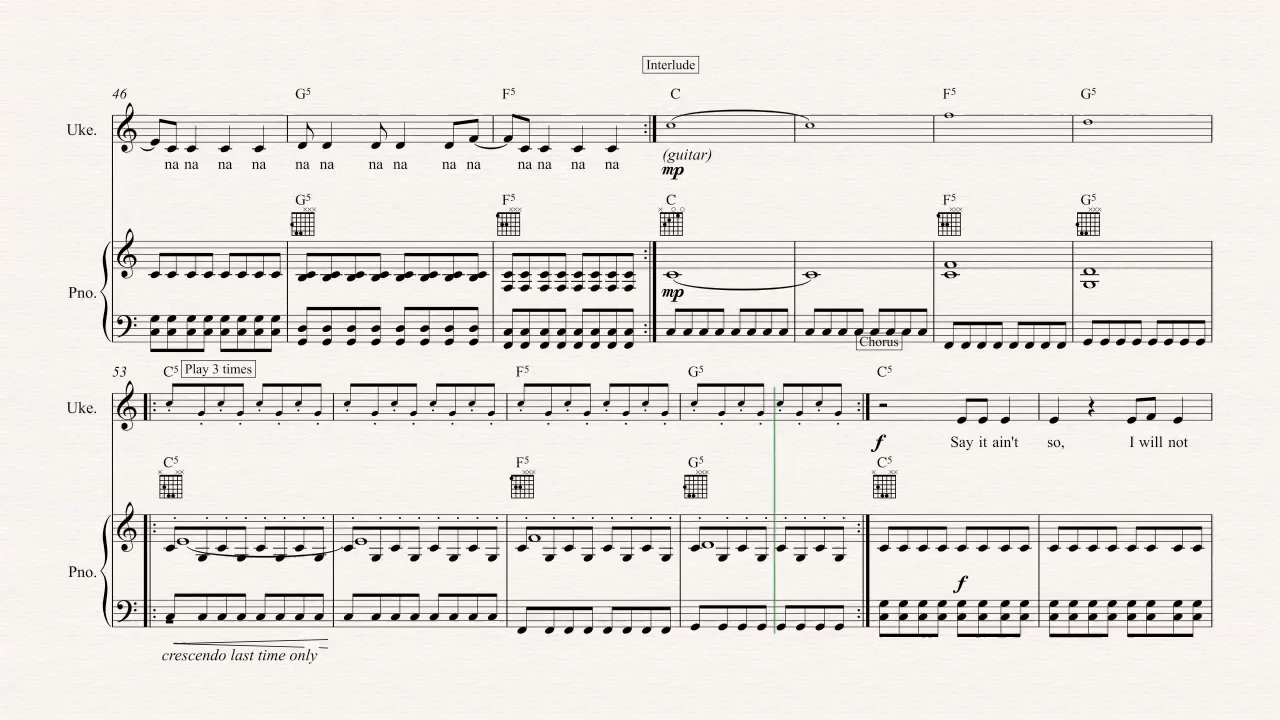 Interlude
46 G5 F5 C F5 G5
Uke.
na na na na na na na na na na na na na na
(guitar)
mp
G5 F5 C F5 G5
Pno.
mp
Chorus
53 C5 Play 3 times F5 G5 C5
Uke.
f Say it ain't so, I will not
C5 F5 G5 C5
Pno.
f
crescendo last time only